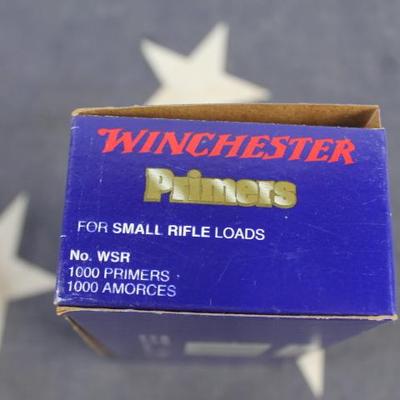 WINCHESTER
Primers
FOR SMALL RIFLE LOADS
No. WSR
1000 PRIMERS
1000 AMORCES